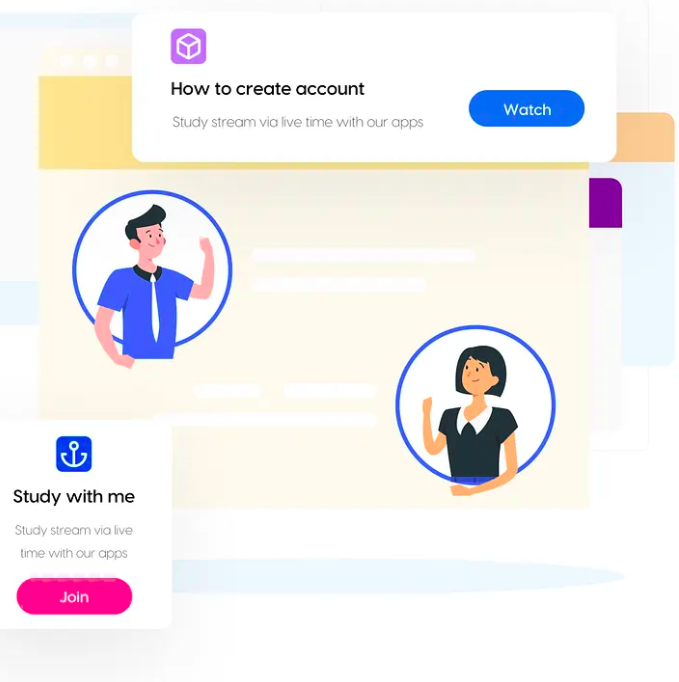 How to create account
Study stream via live time with our apps
Watch
Study with me
Study stream via live
time with our apps
Join